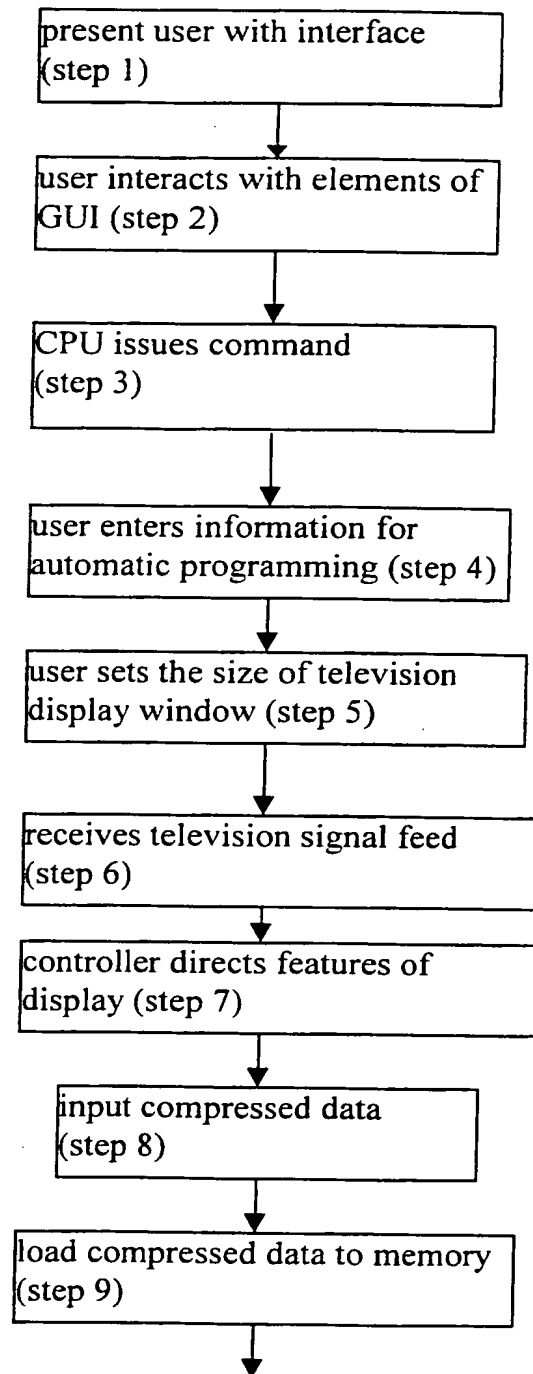 present user with interface
(step 1)
user interacts with elements of
GUI (step 2)
CPU issues command
(step 3)
user enters information for
automatic programming (step 4)
user sets the size of television
display window (step 5)
receives television signal feed
(step 6)
controller directs features of
display (step 7)
input compressed data
(step 8)
load compressed data to memory
(step 9)